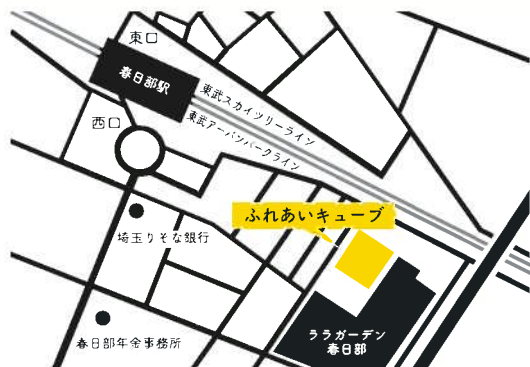 東口
春日部駅
東武スカイツリーライン
東武アーバンパークライン
西口
ふれあいキューブ
埼玉りそな銀行
ララガーデン
春日部
春日部年金事務所